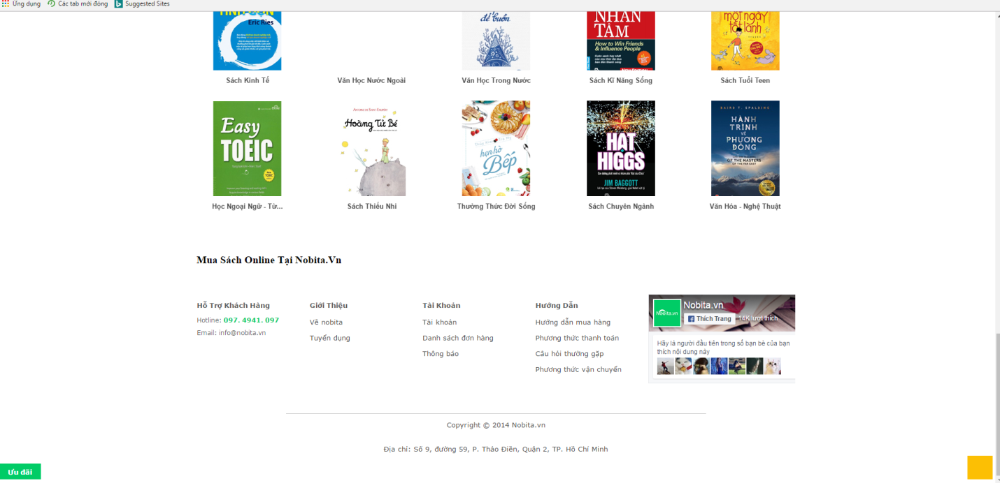 Ứng dụng Các tab mới đóng Suggested Sites
TINH GỌN
Eric Ries
để buồn
NHÂN
TÂM
How to Win Friends
& Influence People
một ngày
tốt lành
Sách Kinh Tế
Văn Học Nước Ngoài
Văn Học Trong Nước
Sách Kĩ Năng Sống
Sách Tuổi Teen
Easy
TOEIC
Hoàng Tử Bé
hẹn hò
Bếp
HẠT
HIGGS
JIM BAGGOTT
BAIRD T. SPALDING
HÀNH
TRÌNH
VỀ
PHƯƠNG
ĐÔNG
OF THE MASTERS
OF THE FAR EAST
Học Ngoại Ngữ - Từ...
Sách Thiếu Nhi
Thường Thức Đời Sống
Sách Chuyên Ngành
Văn Hóa - Nghệ Thuật
Mua Sách Online Tại Nobita.Vn
Hỗ Trợ Khách Hàng
Hotline: 097. 4941. 097
Email: info@nobita.vn
Giới Thiệu
Về nobita
Tuyển dụng
Tài Khoản
Tài khoản
Danh sách đơn hàng
Thông báo
Hướng Dẫn
Hướng dẫn mua hàng
Phương thức thanh toán
Câu hỏi thường gặp
Phương thức vận chuyển
Nobita.vn
Nobita.vn
Thích Trang 14K lượt thích
Hãy là người đầu tiên trong số bạn bè của bạn
thích nội dung này
Copyright © 2014 Nobita.vn
Địa chỉ: Số 9, đường 59, P. Thảo Điền, Quận 2, TP. Hồ Chí Minh
Ưu đãi